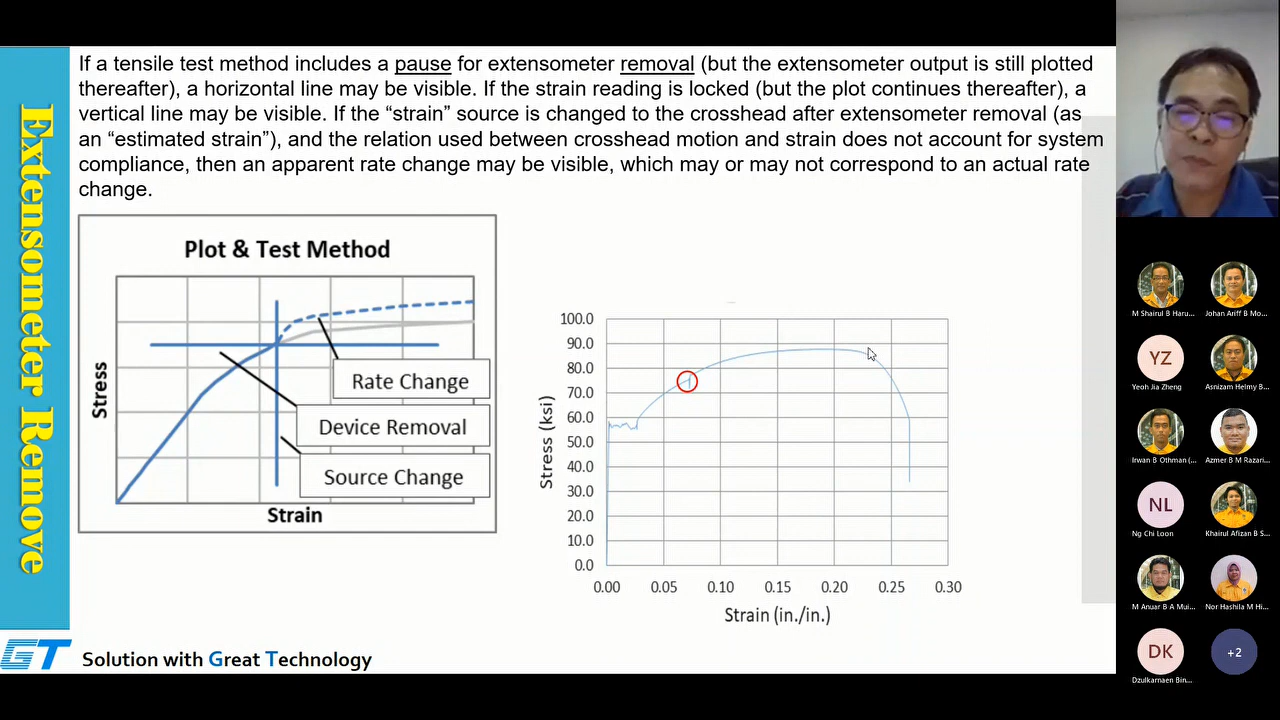 Extensometer Remove
If a tensile test method includes a pause for extensometer removal (but the extensometer output is still plotted
thereafter), a horizontal line may be visible. If the strain reading is locked (but the plot continues thereafter), a
vertical line may be visible. If the “strain” source is changed to the crosshead after extensometer removal (as
an “estimated strain”), and the relation used between crosshead motion and strain does not account for system
compliance, then an apparent rate change may be visible, which may or may not correspond to an actual rate
change.
Plot & Test Method
Stress
Rate Change
Device Removal
Source Change
Strain
Stress (ksi)
100.0
90.0
80.0
70.0
60.0
50.0
40.0
30.0
20.0
10.0
0.0
0.00 0.05 0.10 0.15 0.20 0.25 0.30
Strain (in./in.)
GT
Solution with Great Technology
M Shairul B Haru...
Johan Ariff B Mo...
YZ
Yeoh Jia Zheng
Asnizam Helmy B...
Irwan B Othman (...
Azmer B M Razari...
NL
Ng Chi Loon
Khairul Afizan B S...
M Anuar B A Mui...
Nor Hashila M Hi...
DK
Dzulkarnaen Bin...
+2